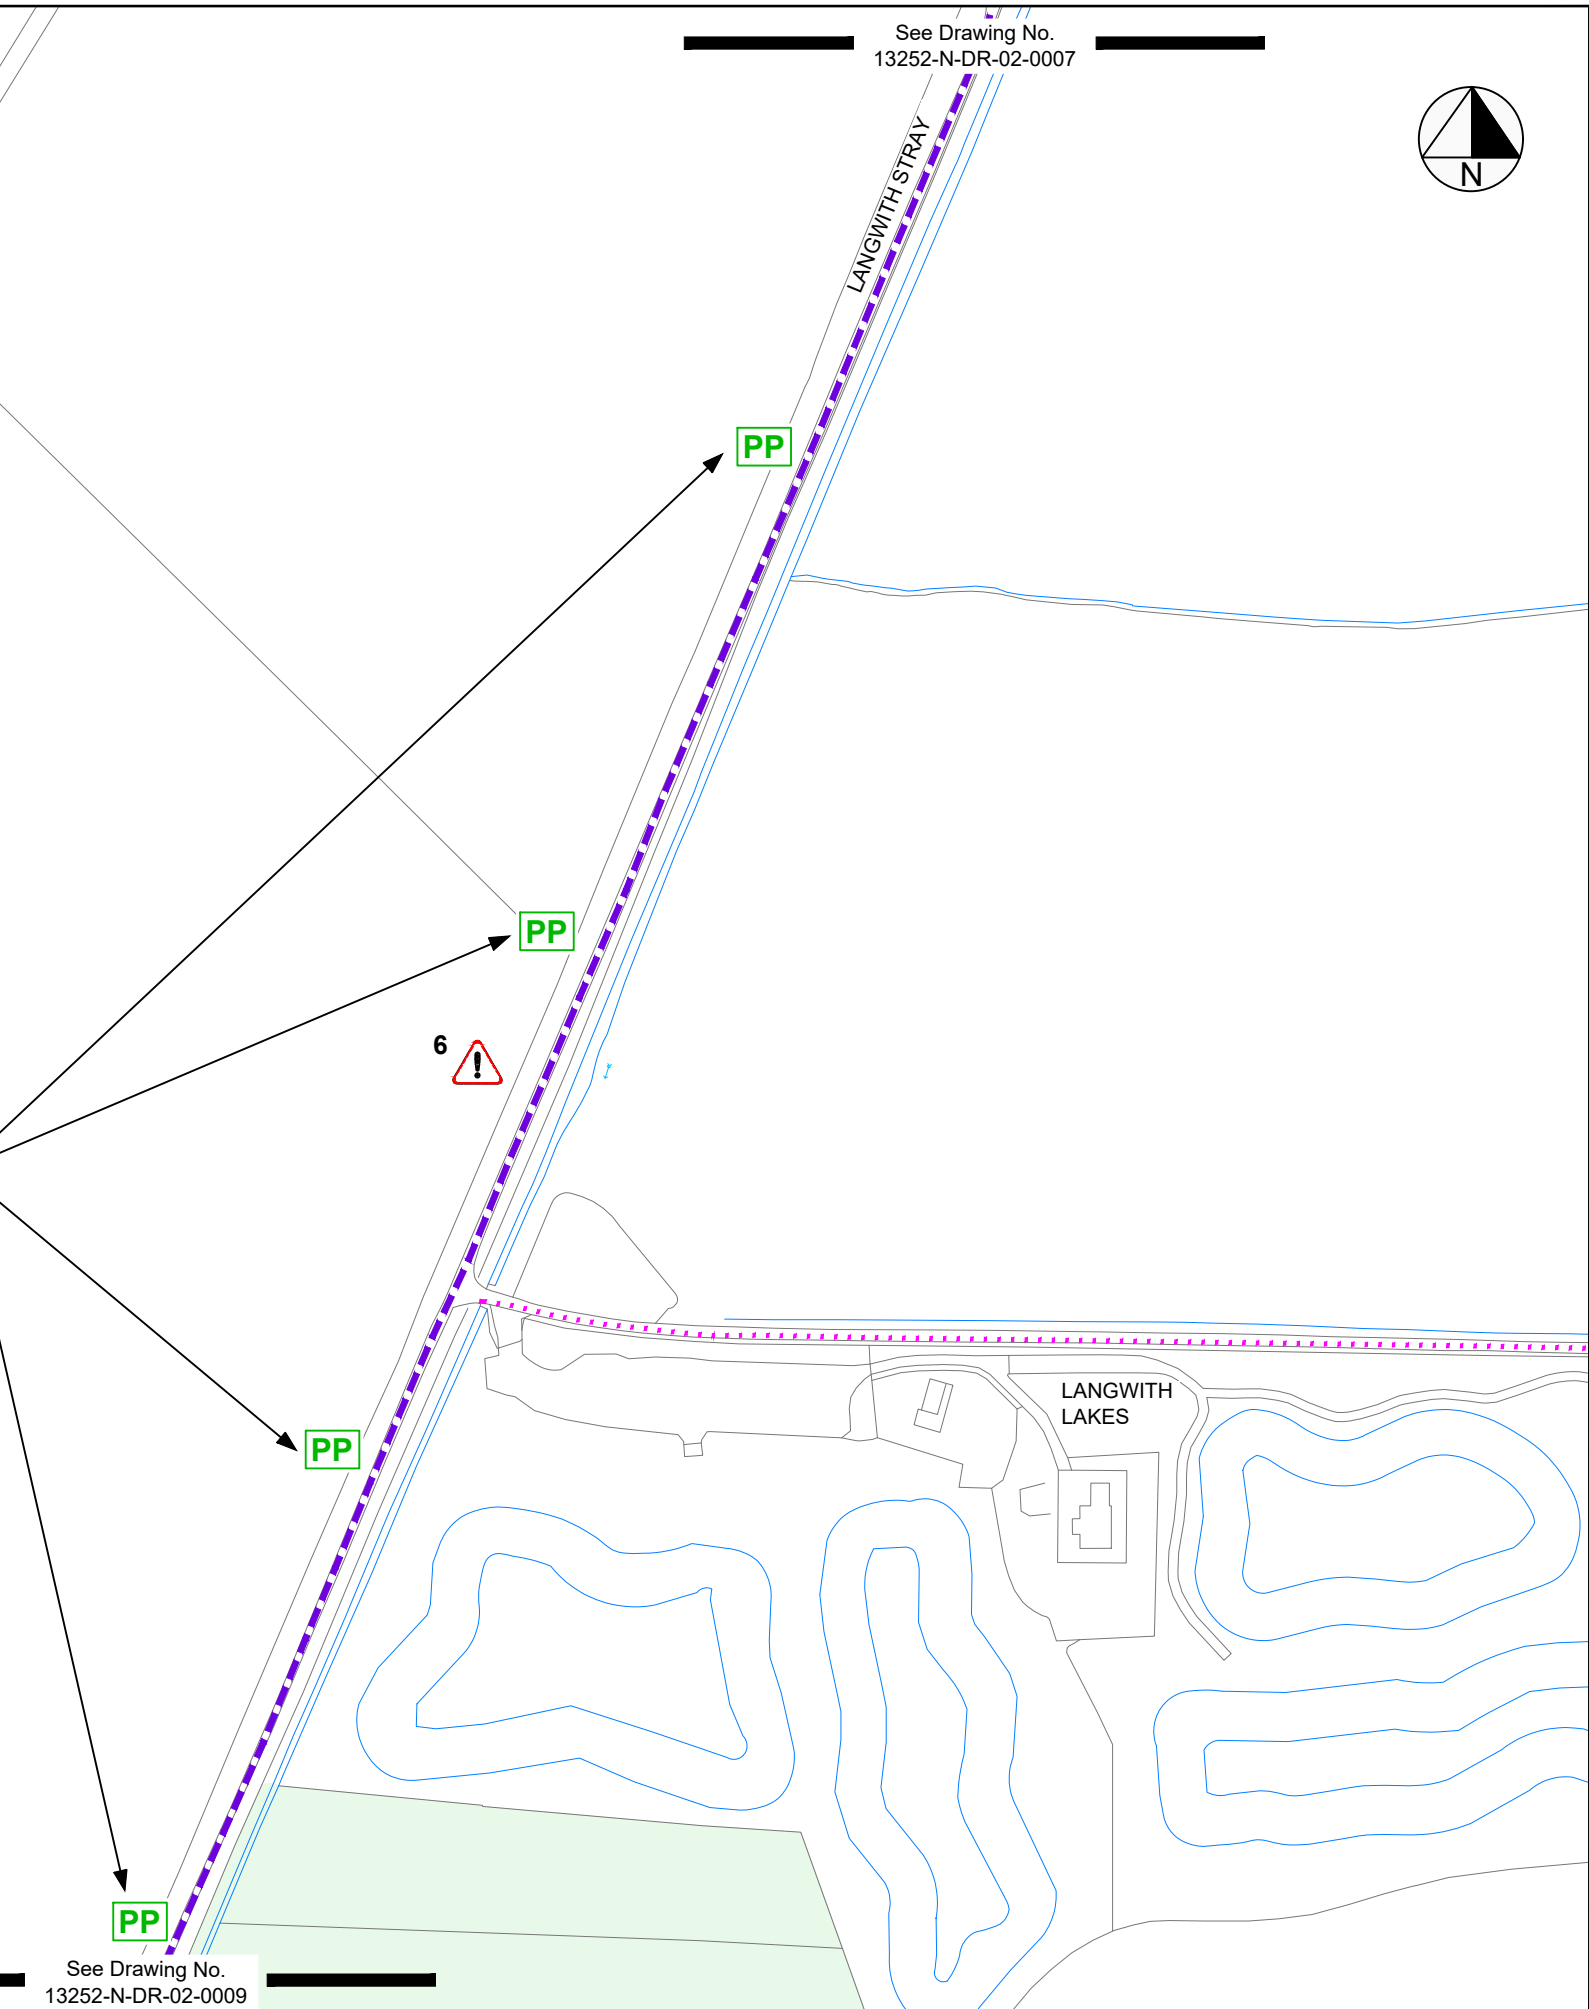 See Drawing No.
13252-N-DR-02-0007
N
LANGWITH STRAY
PP
PP
6
LANGWITH
LAKES
PP
PP
See Drawing No.
13252-N-DR-02-0009